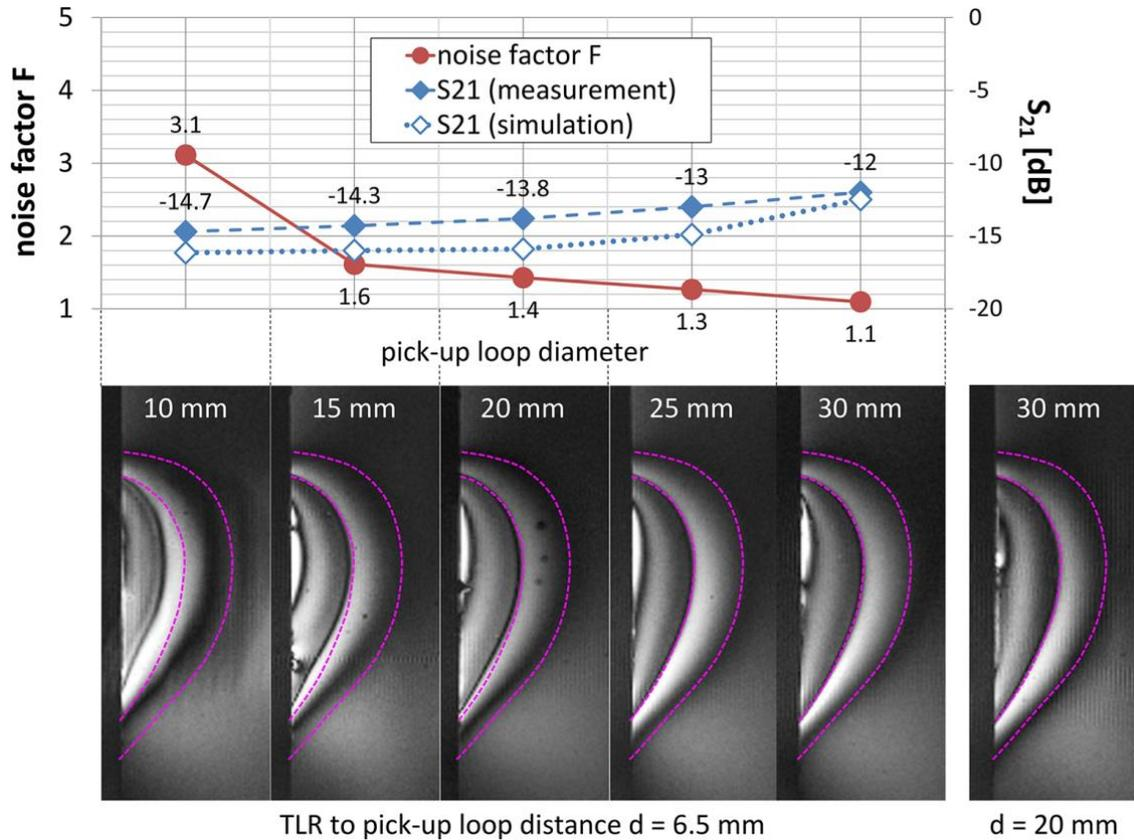 noise factor F
5
4
3
2
1
noise factor F
S21 (measurement)
S21 (simulation)
0
-5
-10
-15
-20
S₂₁ [dB]
3.1
1.6
1.4
1.3
1.1
-14.7
-14.3
-13.8
-13
-12
pick-up loop diameter
10 mm 15 mm 20 mm 25 mm 30 mm 30 mm
TLR to pick-up loop distance d = 6.5 mm d = 20 mm